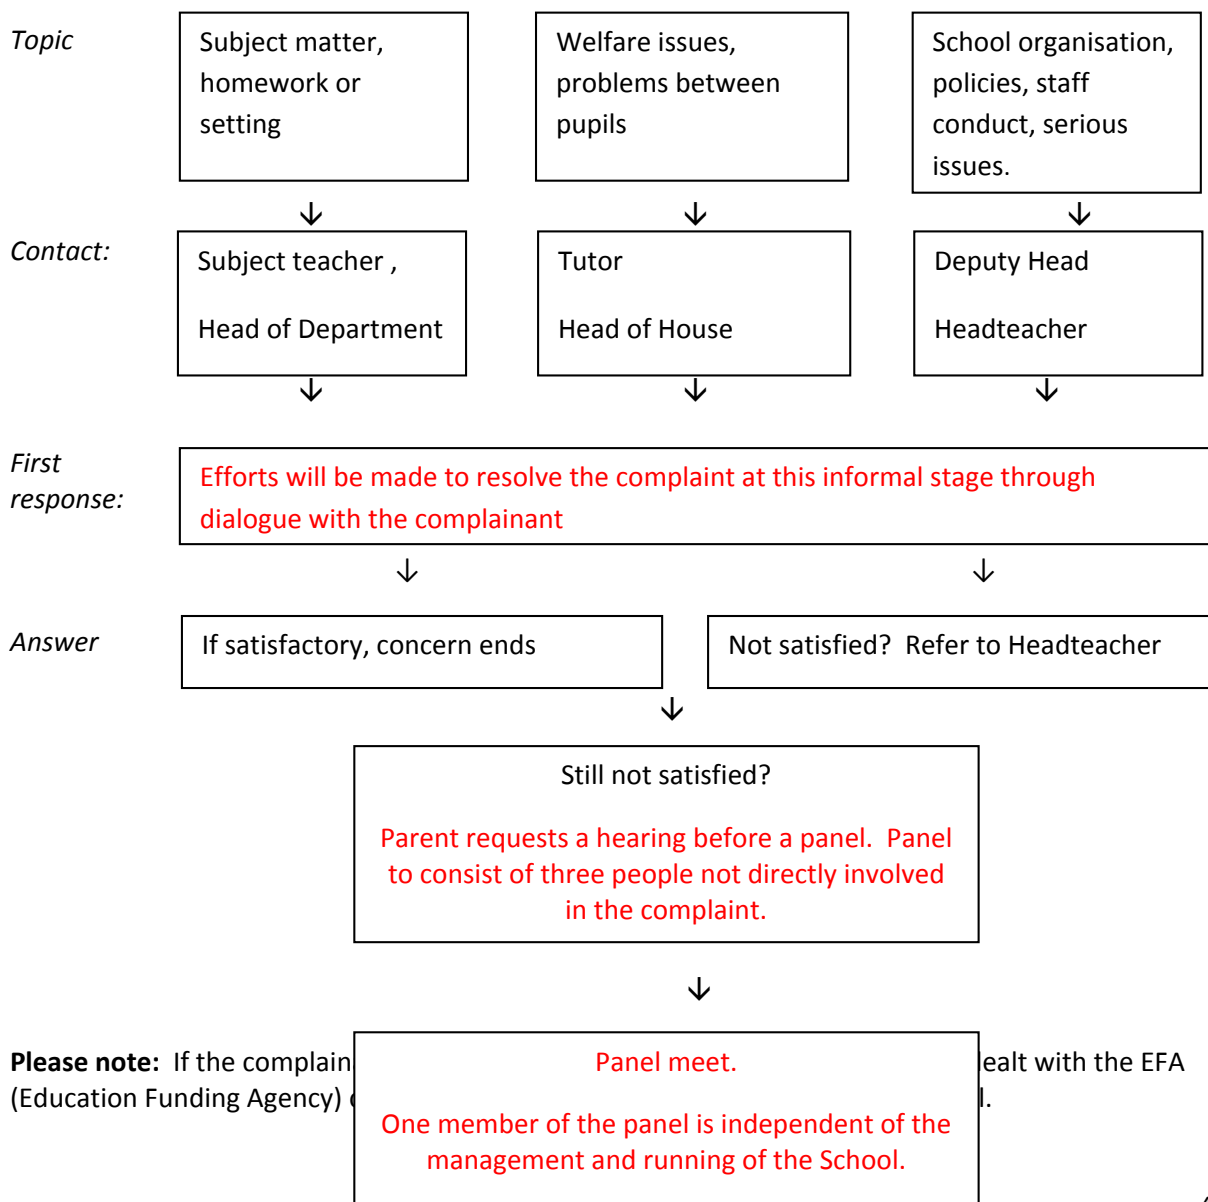 Topic
Subject matter,
homework or
setting
Welfare issues,
problems between
pupils
School organisation,
policies, staff
conduct, serious
issues.
Contact:
Subject teacher ,
Head of Department
Tutor
Head of House
Deputy Head
Headteacher
First
response:
Efforts will be made to resolve the complaint at this informal stage through
dialogue with the complainant
Answer
If satisfactory, concern ends
Not satisfied?  Refer to Headteacher
Still not satisfied?
Parent requests a hearing before a panel.  Panel
to consist of three people not directly involved
in the complaint.
Please note:  If the complain
ealt with the EFA
(Education Funding Agency)
Panel meet.
One member of the panel is independent of the
management and running of the School.